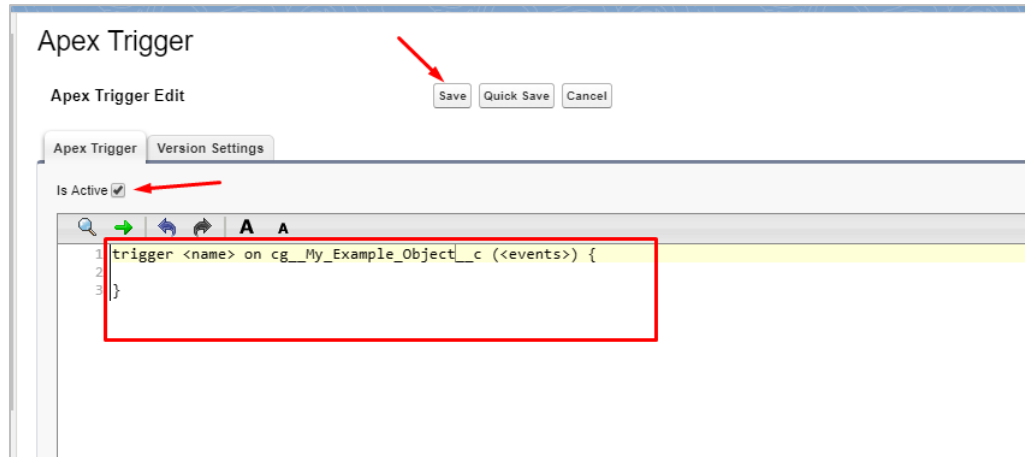 Apex Trigger
Apex Trigger Edit
Save Quick Save Cancel
Apex Trigger Version Settings
Is Active
A A
1 trigger <name> on cg__My_Example_Object__c (<events>) {
2
3 }